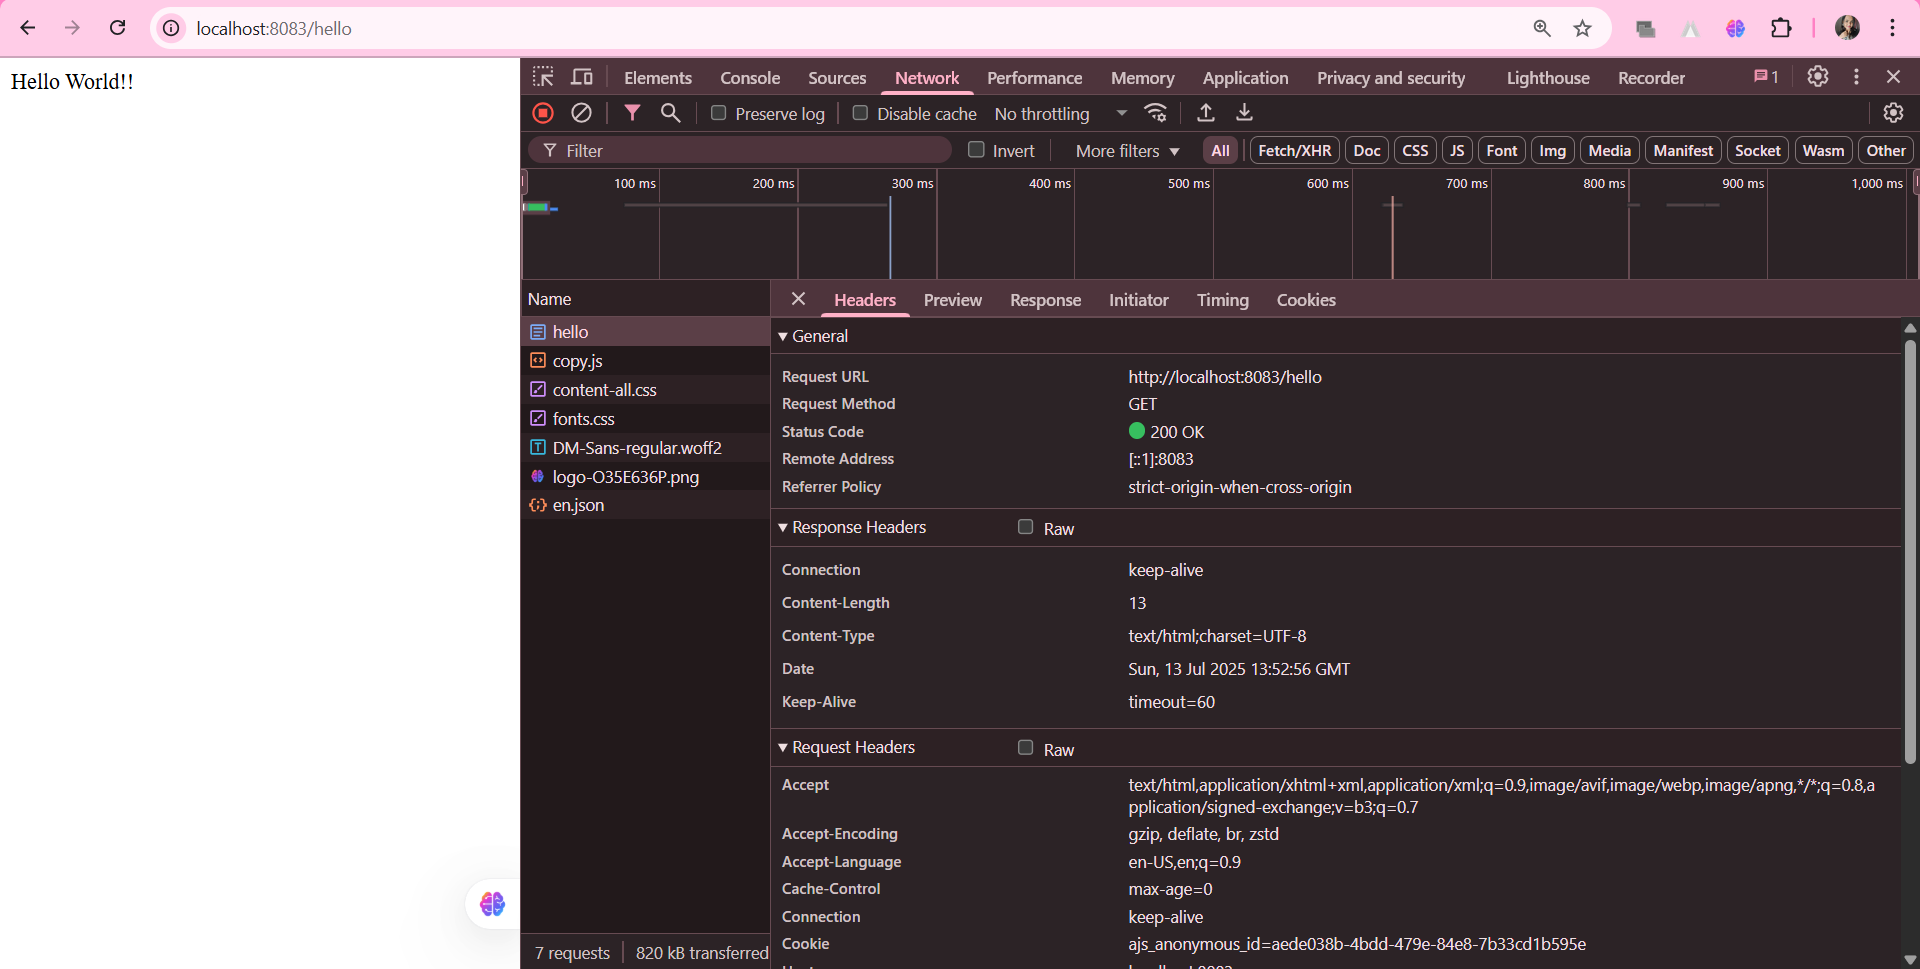 localhost:8083/hello
Hello World!!
Elements Console Sources Network Performance Memory Application Privacy and security Lighthouse Recorder 1
Preserve log Disable cache No throttling
Filter Invert More filters All Fetch/XHR Doc CSS JS Font Img Media Manifest Socket Wasm Other
100 ms 200 ms 300 ms 400 ms 500 ms 600 ms 700 ms 800 ms 900 ms 1,000 ms
Name
hello
copy.js
content-all.css
fonts.css
DM-Sans-regular.woff2
logo-O35E636P.png
en.json
7 requests 820 kB transferred
Headers Preview Response Initiator Timing Cookies
General
Request URL http://localhost:8083/hello
Request Method GET
Status Code 200 OK
Remote Address [::1]:8083
Referrer Policy strict-origin-when-cross-origin
Response Headers Raw
Connection keep-alive
Content-Length 13
Content-Type text/html;charset=UTF-8
Date Sun, 13 Jul 2025 13:52:56 GMT
Keep-Alive timeout=60
Request Headers Raw
Accept text/html,application/xhtml+xml,application/xml;q=0.9,image/avif,image/webp,image/apng,*/*;q=0.8,a
pplication/signed-exchange;v=b3;q=0.7
Accept-Encoding gzip, deflate, br, zstd
Accept-Language en-US,en;q=0.9
Cache-Control max-age=0
Connection keep-alive
Cookie ajs_anonymous_id=aede038b-4bdd-479e-84e8-7b33cd1b595e